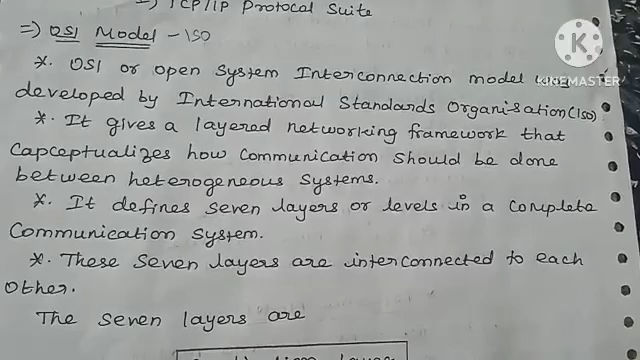 =) TCP/IP Protocal Suite
=) OSI Model - ISO
*. OSI or open System Interconnection model was
developed by International Standards Organisation (ISO)
*. It gives a layered networking framework that
Capceptualizes how communication should be done
between heterogeneous systems.
*. It defines seven layers or levels in a complete
Communication System.
*. These seven layers are interconnected to each
Other.
The seven layers are
KINEMASTER